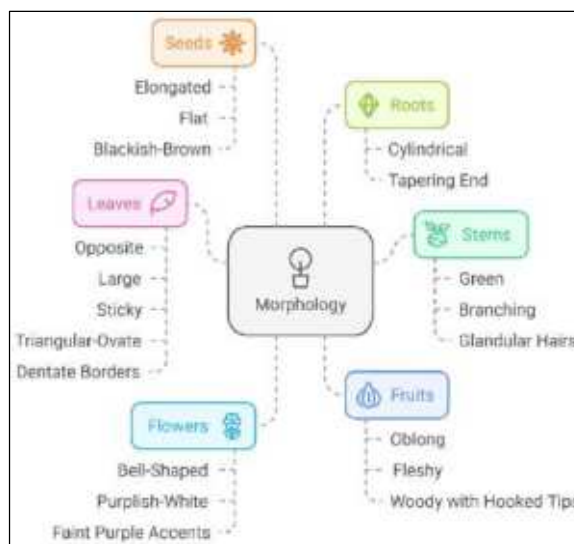 Seeds
Elongated
Flat
Blackish-Brown
Leaves
Opposite
Large
Sticky
Triangular-Ovate
Dentate Borders
Flowers
Bell-Shaped
Purplish-White
Faint Purple Accents
Morphology
Roots
Cylindrical
Tapering End
Stems
Green
Branching
Glandular Hairs
Fruits
Oblong
Fleshy
Woody with Hooked Tips